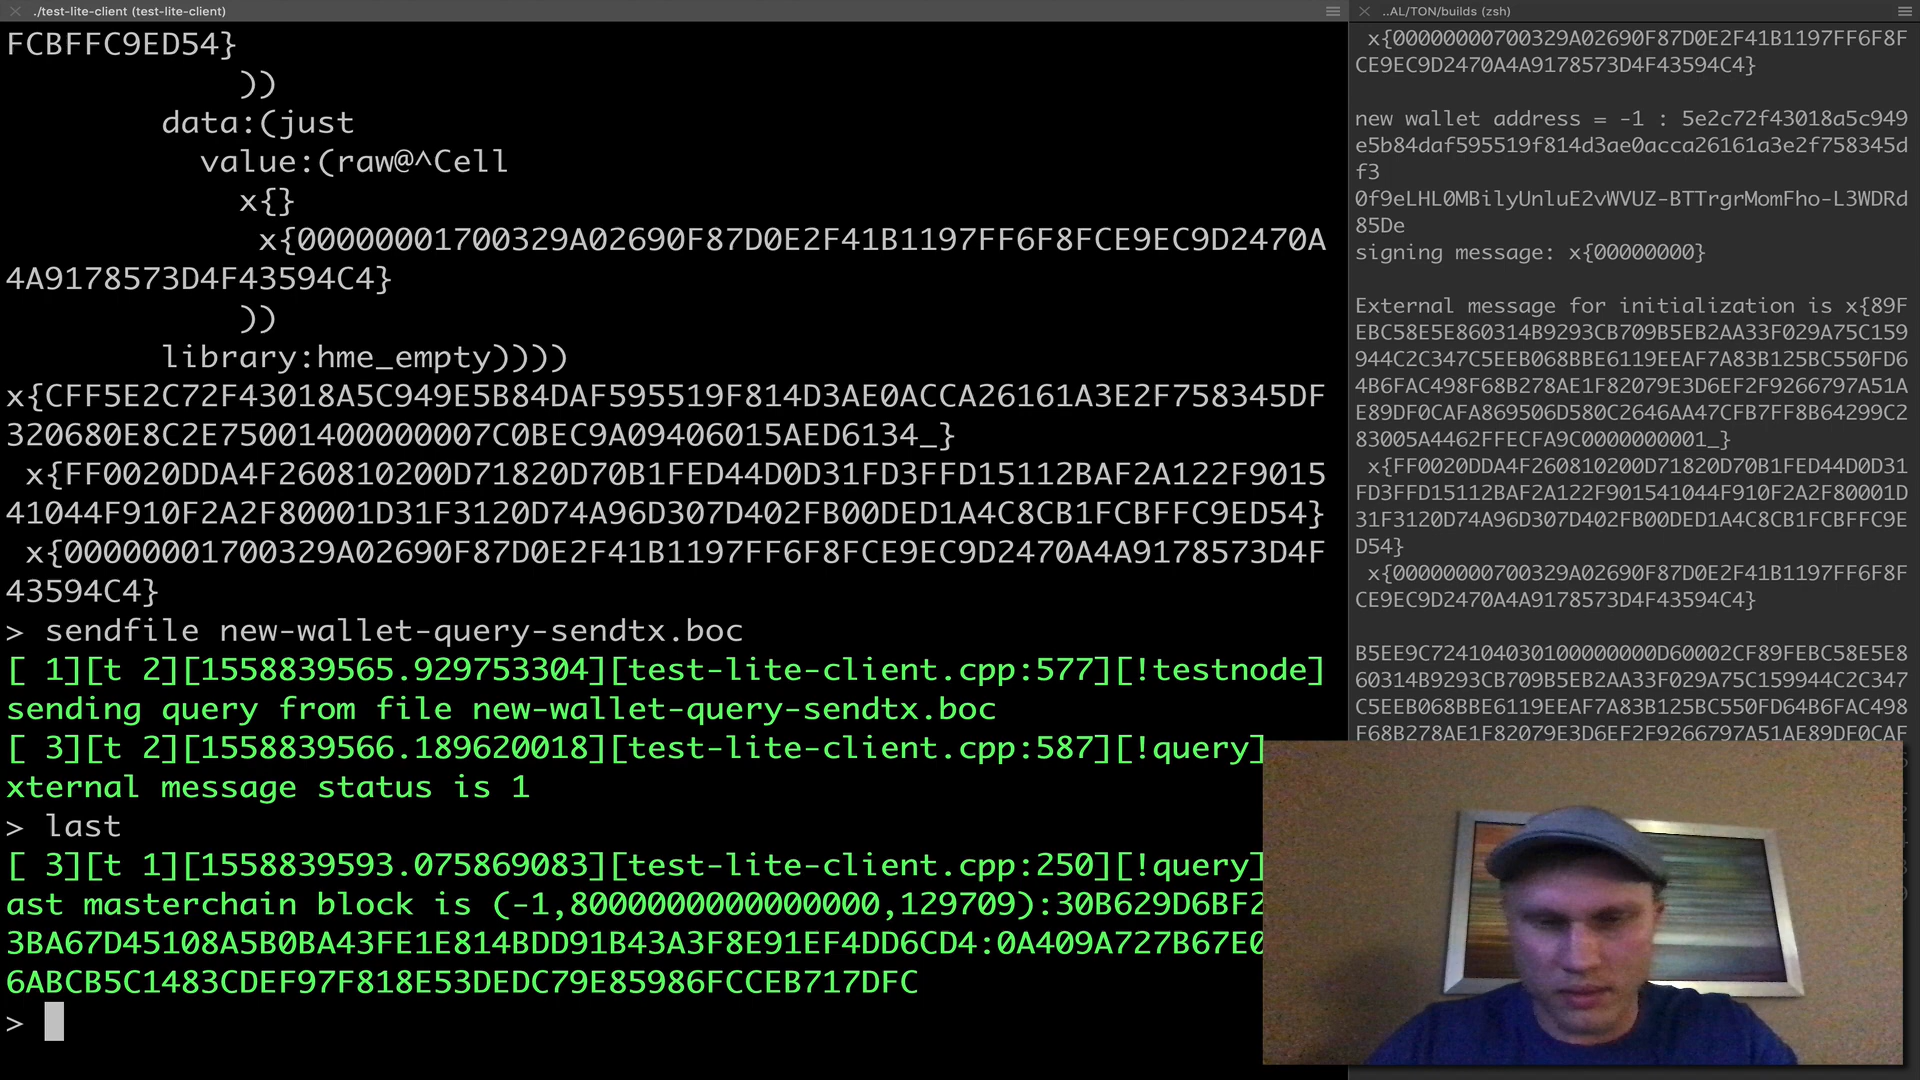 ./test-lite-client (test-lite-client)
FCBFFC9ED54}
))
data:(just
value:(raw@^Cell
x{}
x{00000001700329A02690F87D0E2F41B1197FF6F8FCE9EC9D2470A
4A9178573D4F43594C4}
))
library:hme_empty))))
x{CFF5E2C72F43018A5C949E5B84DAF595519F814D3AE0ACCA26161A3E2F758345DF
320680E8C2E75001400000007C0BEC9A09406015AED6134_}
x{FF0020DDA4F260810200D71820D70B1FED44D0D31FD3FFD15112BAF2A122F9015
41044F910F2A2F80001D31F3120D74A96D307D402FB00DED1A4C8CB1FCBFFC9ED54}
x{00000001700329A02690F87D0E2F41B1197FF6F8FCE9EC9D2470A4A9178573D4F
43594C4}
> sendfile new-wallet-query-sendtx.boc
[ 1][t 2][1558839565.929753304][test-lite-client.cpp:577][!testnode]
sending query from file new-wallet-query-sendtx.boc
[ 3][t 2][1558839566.189620018][test-lite-client.cpp:587][!query]
xternal message status is 1
> last
[ 3][t 1][1558839593.075869083][test-lite-client.cpp:250][!query]
ast masterchain block is (-1,8000000000000000,129709):30B629D6BF2
3BA67D45108A5B0BA43FE1E814BDD91B43A3F8E91EF4DD6CD4:0A409A727B67E0
6ABCB5C1483CDEF97F818E53DEDC79E85986FCCEB717DFC
>
..AL/TON/builds (zsh)
x{00000000700329A02690F87D0E2F41B1197FF6F8F
CE9EC9D2470A4A9178573D4F43594C4}
new wallet address = -1 : 5e2c72f43018a5c949
e5b84daf595519f814d3ae0acca26161a3e2f758345d
f3
0f9eLHL0MBilyUnluE2vWVUZ-BTTrgrMomFho-L3WDRd
85De
signing message: x{00000000}
External message for initialization is x{89F
EBC58E5E860314B9293CB709B5EB2AA33F029A75C159
944C2C347C5EEB068BBE6119EEAF7A83B125BC550FD6
4B6FAC498F68B278AE1F82079E3D6EF2F9266797A51A
E89DF0CAFA869506D580C2646AA47CFB7FF8B64299C2
83005A4462FFECFA9C0000000001_}
x{FF0020DDA4F260810200D71820D70B1FED44D0D31
FD3FFD15112BAF2A122F901541044F910F2A2F80001D
31F3120D74A96D307D402FB00DED1A4C8CB1FCBFFC9E
D54}
x{00000000700329A02690F87D0E2F41B1197FF6F8F
CE9EC9D2470A4A9178573D4F43594C4}
B5EE9C724104030100000000D60002CF89FEBC58E5E8
60314B9293CB709B5EB2AA33F029A75C159944C2C347
C5EEB068BBE6119EEAF7A83B125BC550FD64B6FAC498
F68B278AE1F82079E3D6EF2F9266797A51AE89DF0CAF